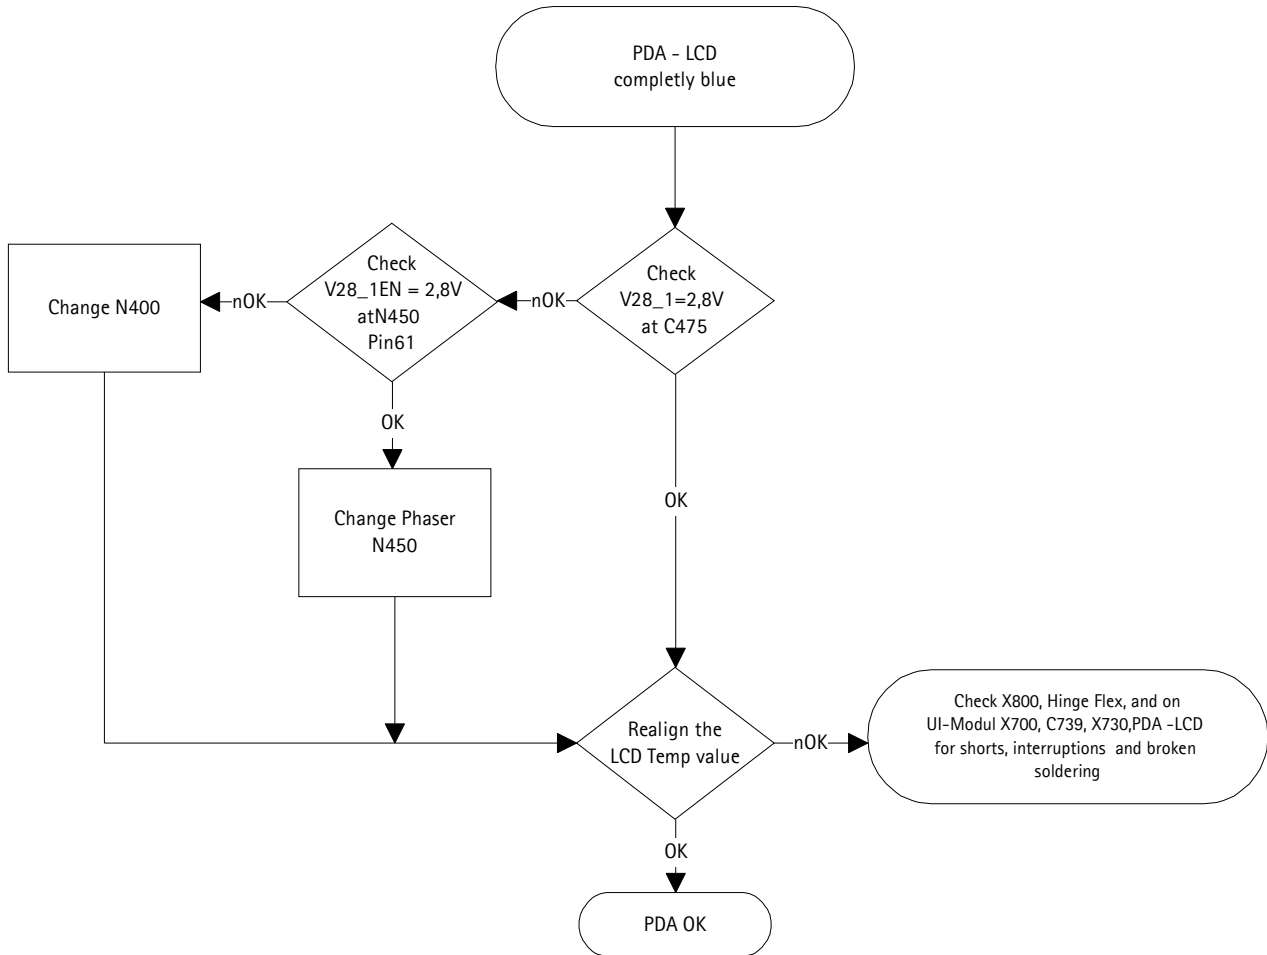 PDA - LCD
completly blue
Check
V28_1=2,8V
at C475
nOK
Check
V28_1EN = 2,8V
atN450
Pin61
nOK
Change N400
OK
Change Phaser
N450
OK
Realign the
LCD Temp value
nOK
Check X800, Hinge Flex, and on
UI-Modul X700, C739, X730,PDA -LCD
for shorts, interruptions  and broken
soldering
OK
PDA OK